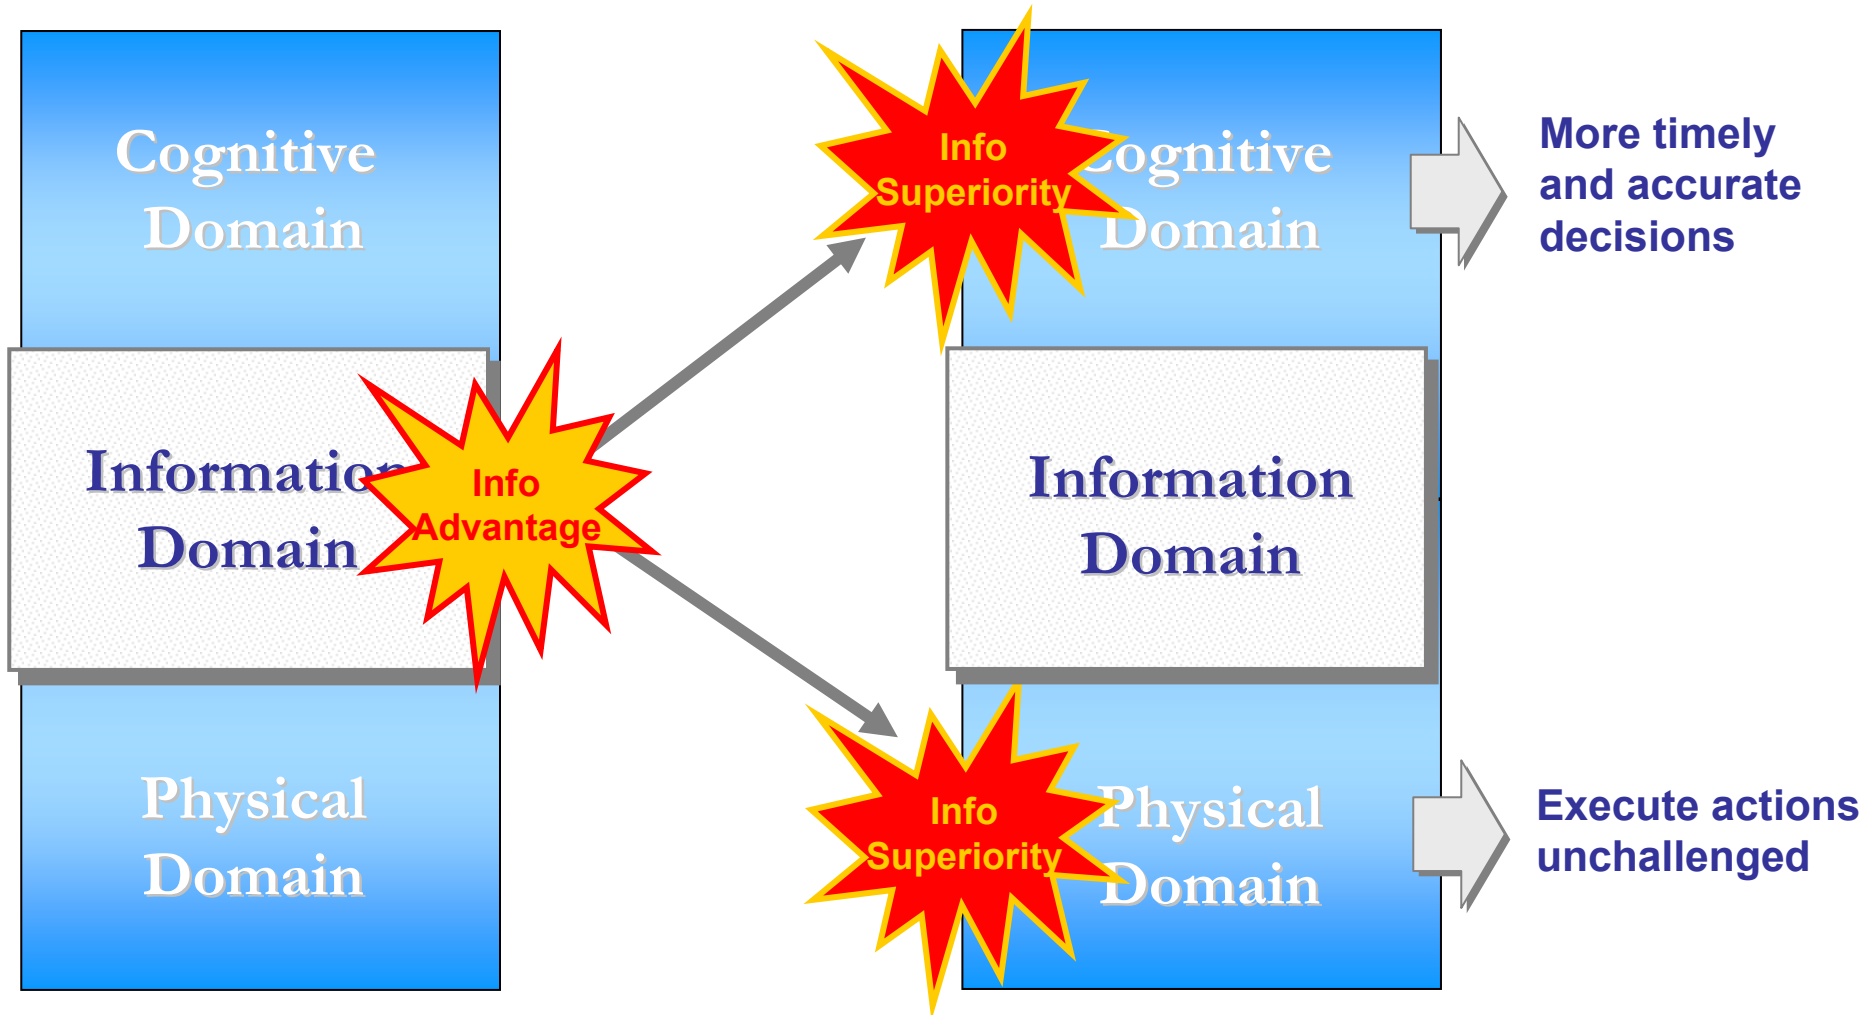 Cognitive
Domain
Information
Domain
Physical
Domain
Info
Advantage
Info
Superiority
Cognitive
Domain
Information
Domain
Info
Superiority
Physical
Domain
More timely
and accurate
decisions
Execute actions
unchallenged